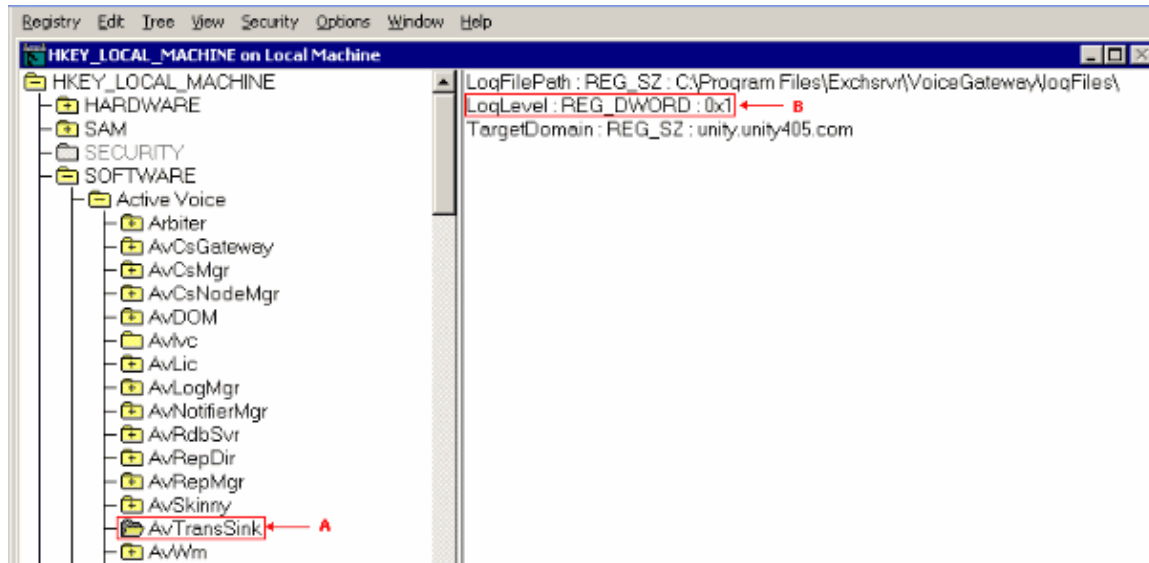 Registry Edit Tree View Security Options Window Help
HKEY_LOCAL_MACHINE on Local Machine
HKEY_LOCAL_MACHINE
HARDWARE
SAM
SECURITY
SOFTWARE
Active Voice
Arbiter
AvCsGateway
AvCsMgr
AvCsNodeMgr
AvDOM
AvIvc
AvLic
AvLogMgr
AvNotifierMgr
AvRdbSvr
AvRepDir
AvRepMgr
AvSkinny
AvTransSink A
AvWm
LogFilePath : REG_SZ : C:\Program Files\Exchsrvr\VoiceGateway\logFiles\
LogLevel : REG_DWORD : 0x1 B
TargetDomain : REG_SZ : unity.unity405.com